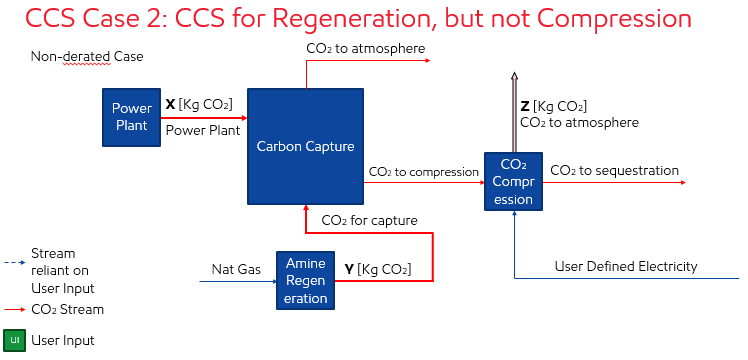 CCS Case 2: CCS for Regeneration, but not Compression
Non-derated Case
CO₂ to atmosphere
Power
Plant
X [Kg CO₂]
Power Plant
Carbon Capture
Z [Kg CO₂]
CO₂ to atmosphere
CO₂ to compression
CO₂
Compr
ession
CO₂ to sequestration
CO₂ for capture
Nat Gas
Amine
Regen
eration
Y [Kg CO₂]
User Defined Electricity
Stream
reliant on
User Input
CO₂ Stream
UI
User Input